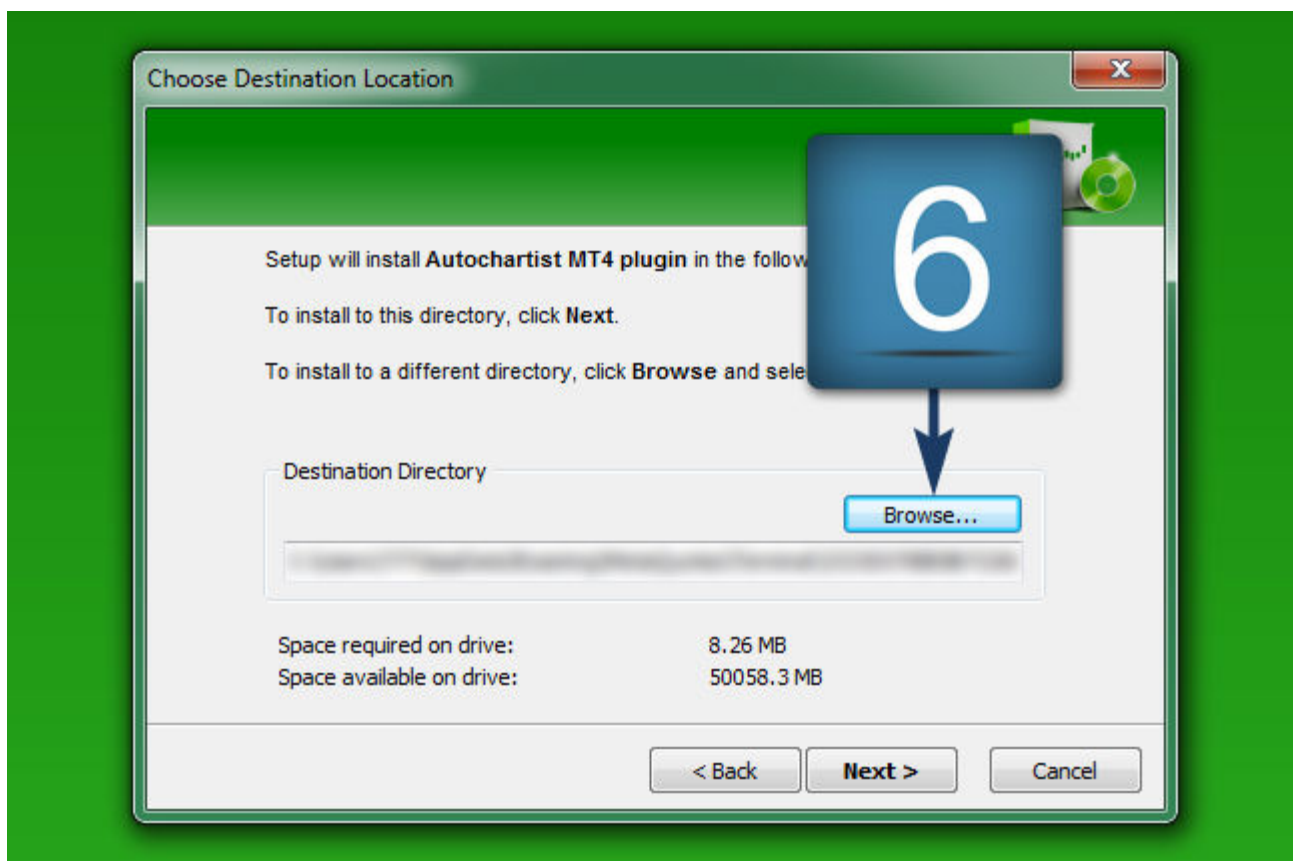 Choose Destination Location
6
Setup will install Autochartist MT4 plugin in the follow
To install to this directory, click Next.
To install to a different directory, click Browse and sele
Destination Directory
Browse...
Space required on drive: 8.26 MB
Space available on drive: 50058.3 MB
< Back Next > Cancel